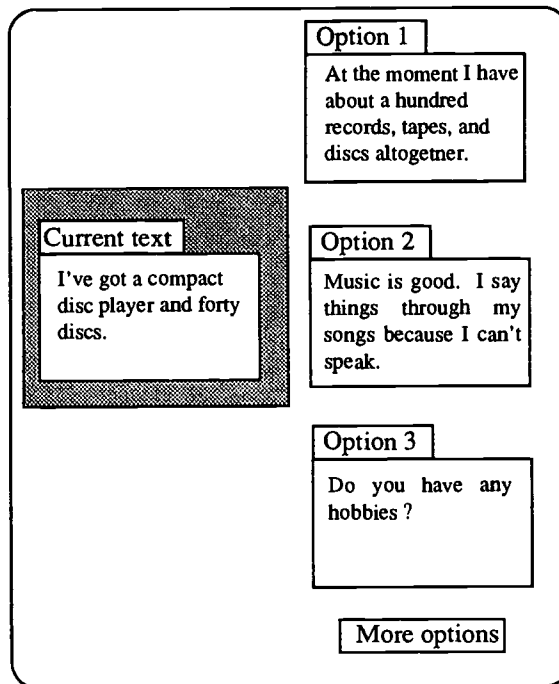 Option 1
At the moment I have
about a hundred
records, tapes, and
discs altogetner.
Current text
I've got a compact
disc player and forty
discs.
Option 2
Music is good. I say
things through my
songs because I can't
speak.
Option 3
Do you have any
hobbies ?
More options